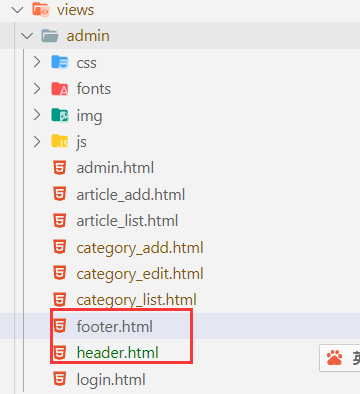 views
admin
css
fonts
img
js
admin.html
article_add.html
article_list.html
category_add.html
category_edit.html
category_list.html
footer.html
header.html
login.html
英